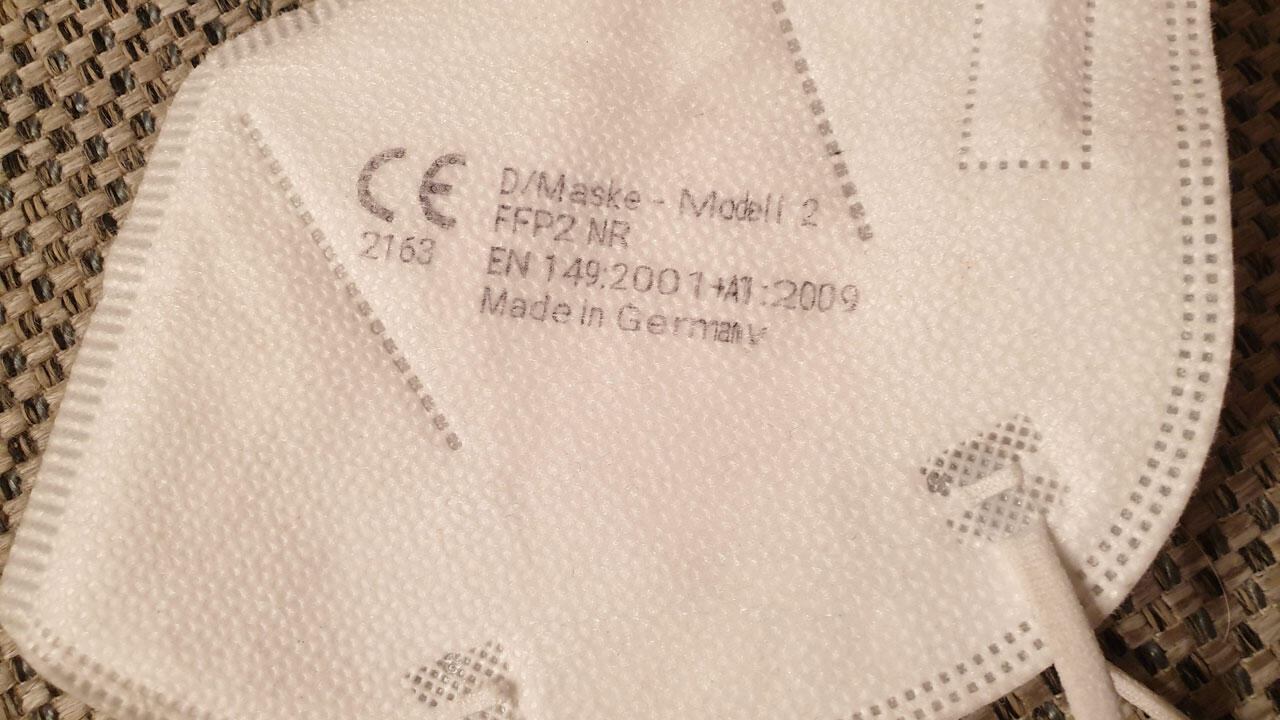 CE
2163
D/Maske - Modell 2
FFP2 NR
EN 149:2001+A1:2009
Made in Germany